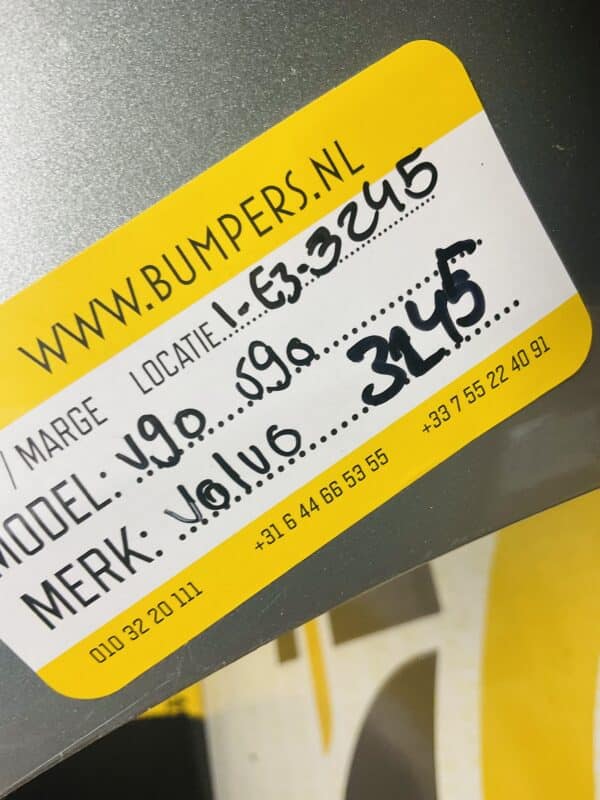 WWW.BUMPERS.NL
/ MARGE LOCATIE 1-E3-3245
MODEL: V90 S90
MERK: Volvo 3245
010 32 20 111 +31 6 44 66 53 55 +33 7 55 22 40 91